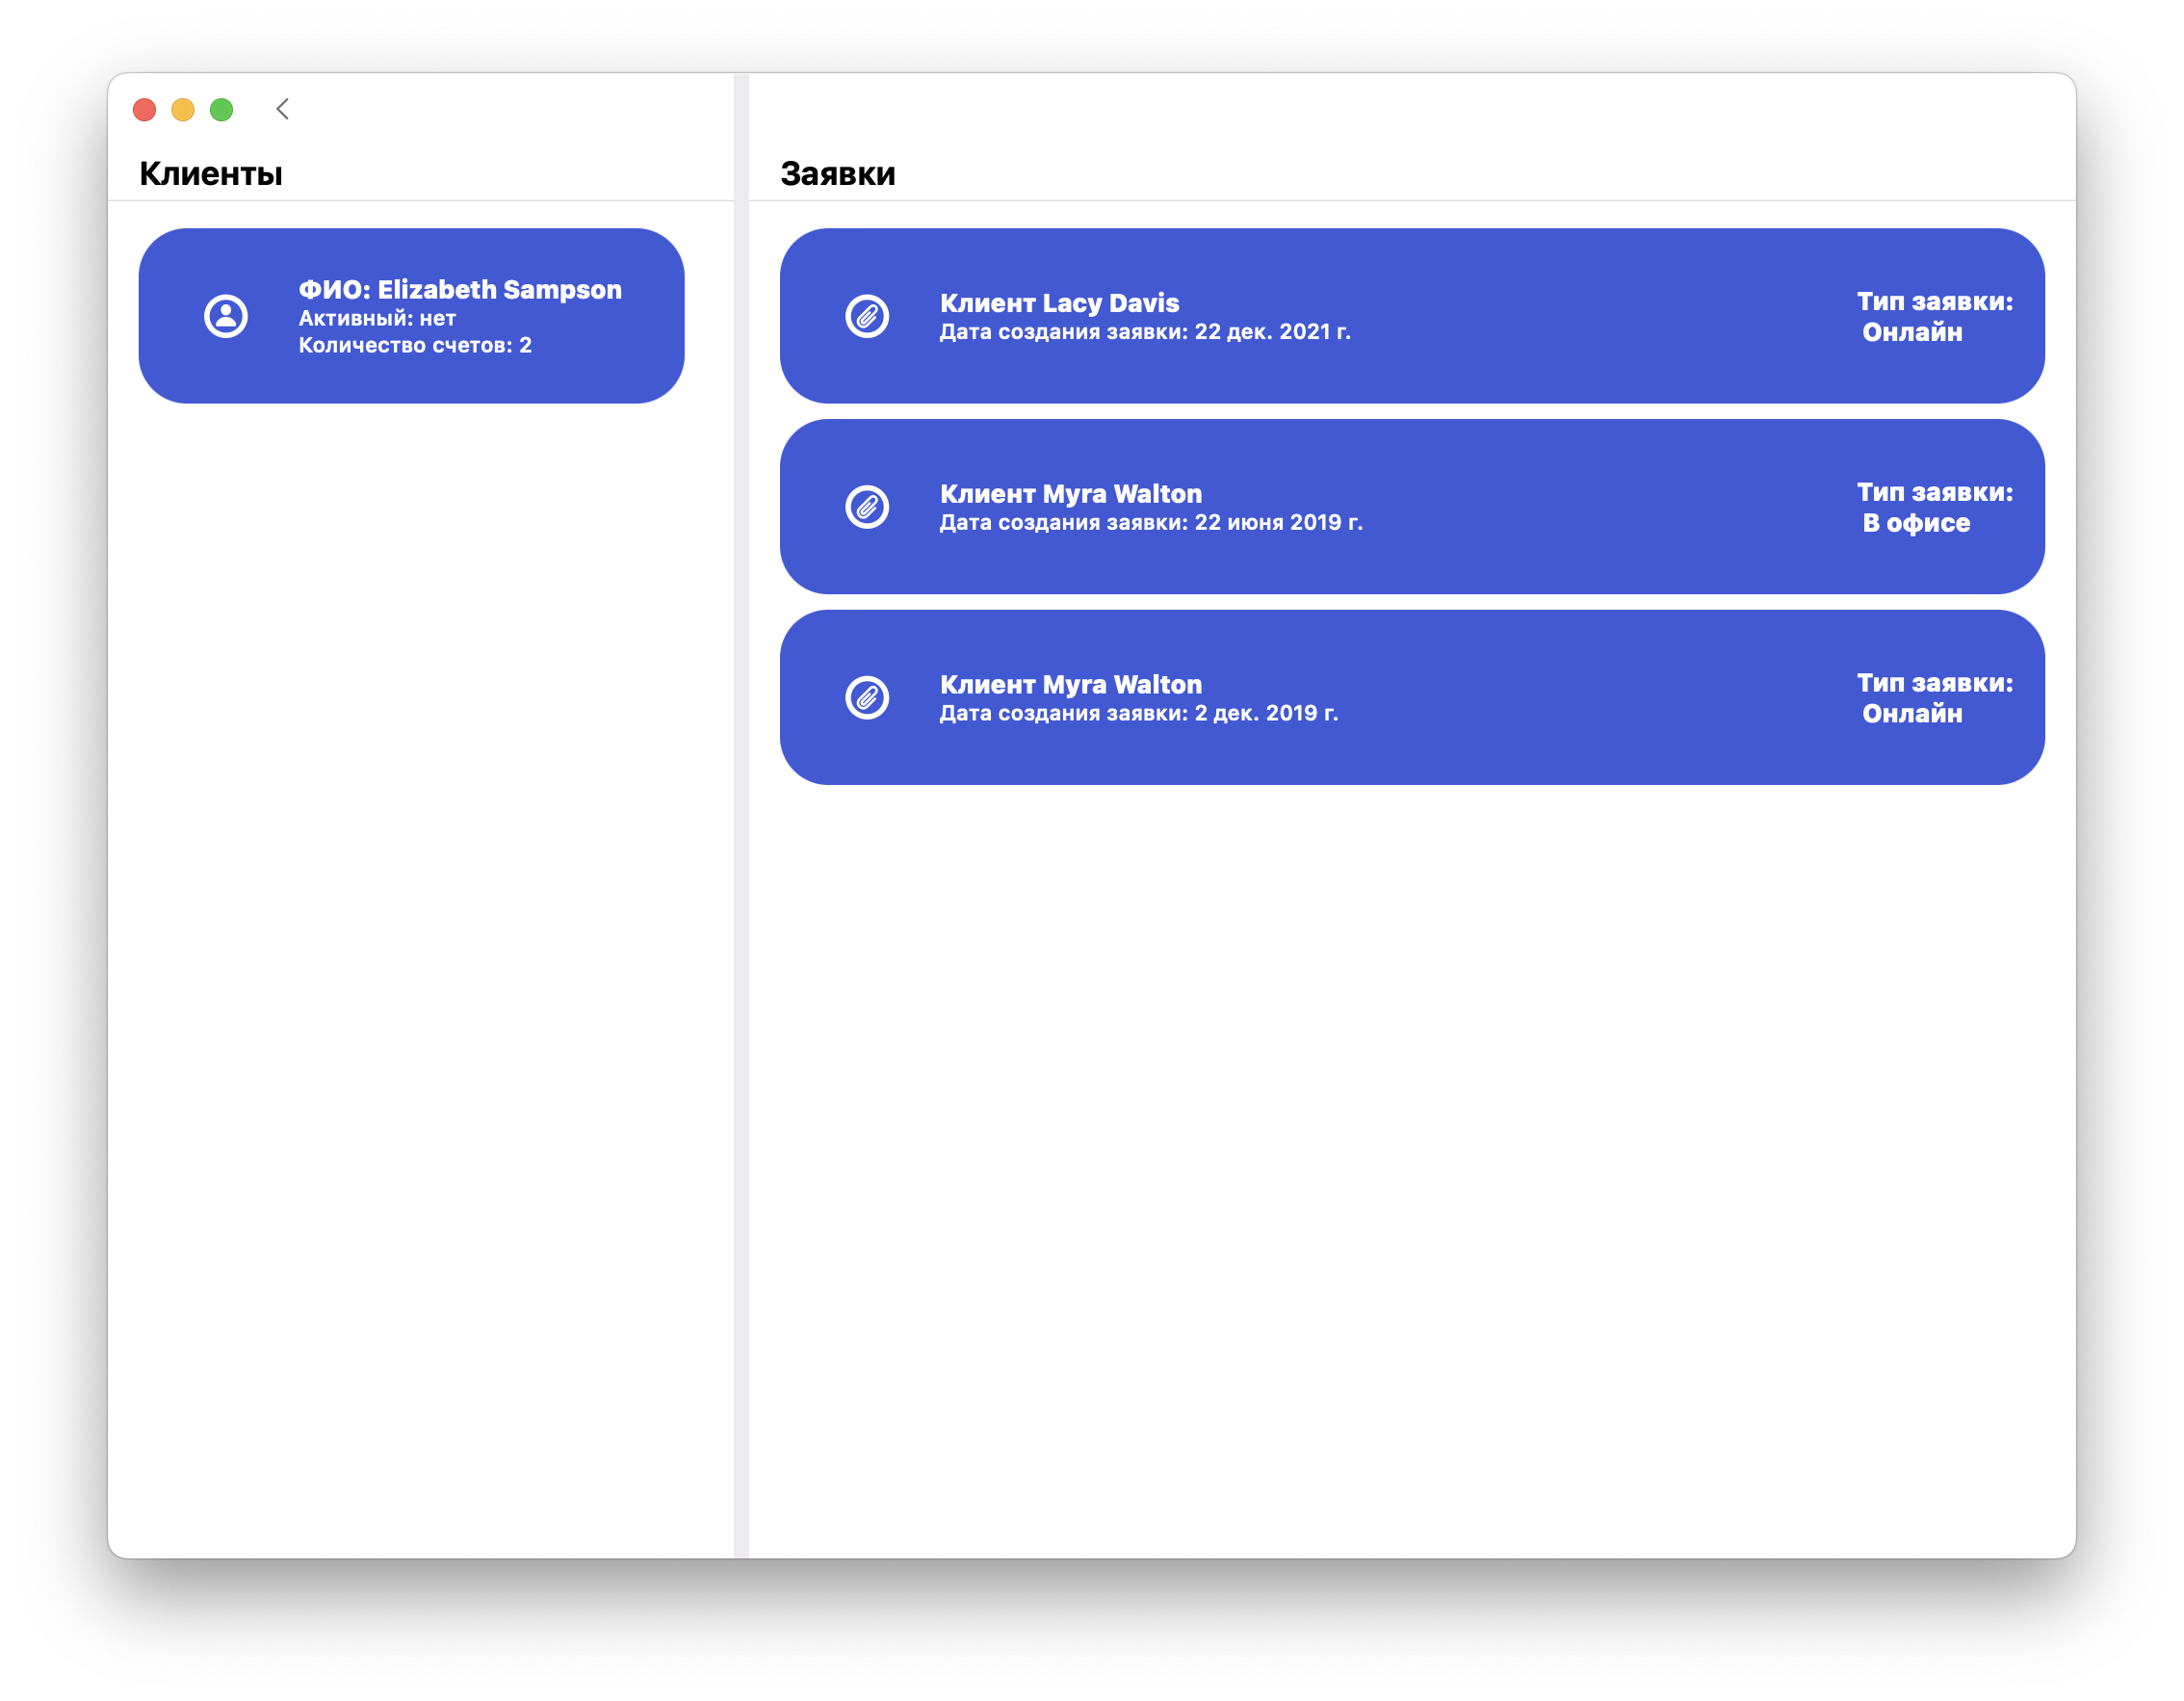 Клиенты
ФИО: Elizabeth Sampson
Активный: нет
Количество счетов: 2
Заявки
Клиент Lacy Davis
Дата создания заявки: 22 дек. 2021 г.
Тип заявки:
Онлайн
Клиент Myra Walton
Дата создания заявки: 22 июня 2019 г.
Тип заявки:
В офисе
Клиент Myra Walton
Дата создания заявки: 2 дек. 2019 г.
Тип заявки:
Онлайн